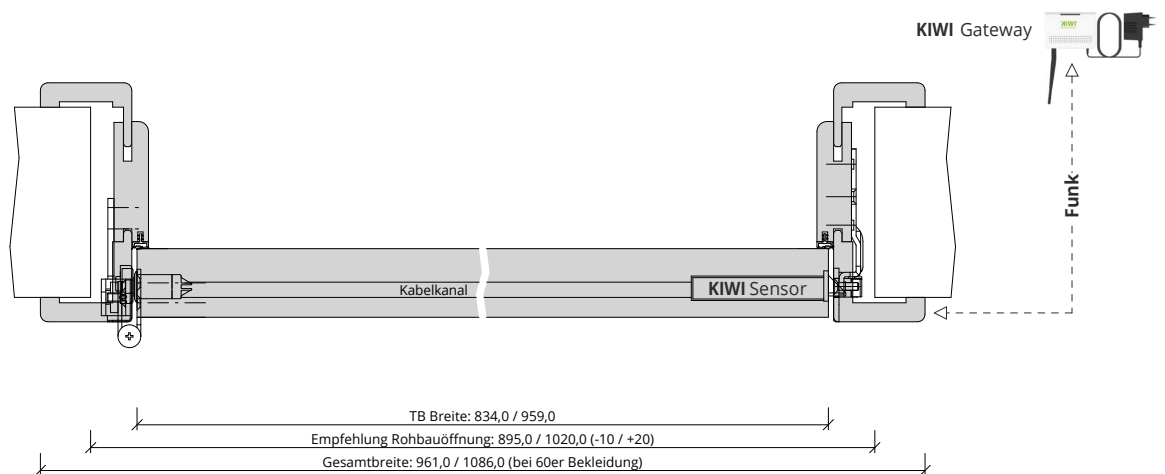 KIWI Gateway
KIWI
Funk
Kabelkanal
KIWI Sensor
TB Breite: 834,0 / 959,0
Empfehlung Rohbauöffnung: 895,0 / 1020,0 (-10 / +20)
Gesamtbreite: 961,0 / 1086,0 (bei 60er Bekleidung)